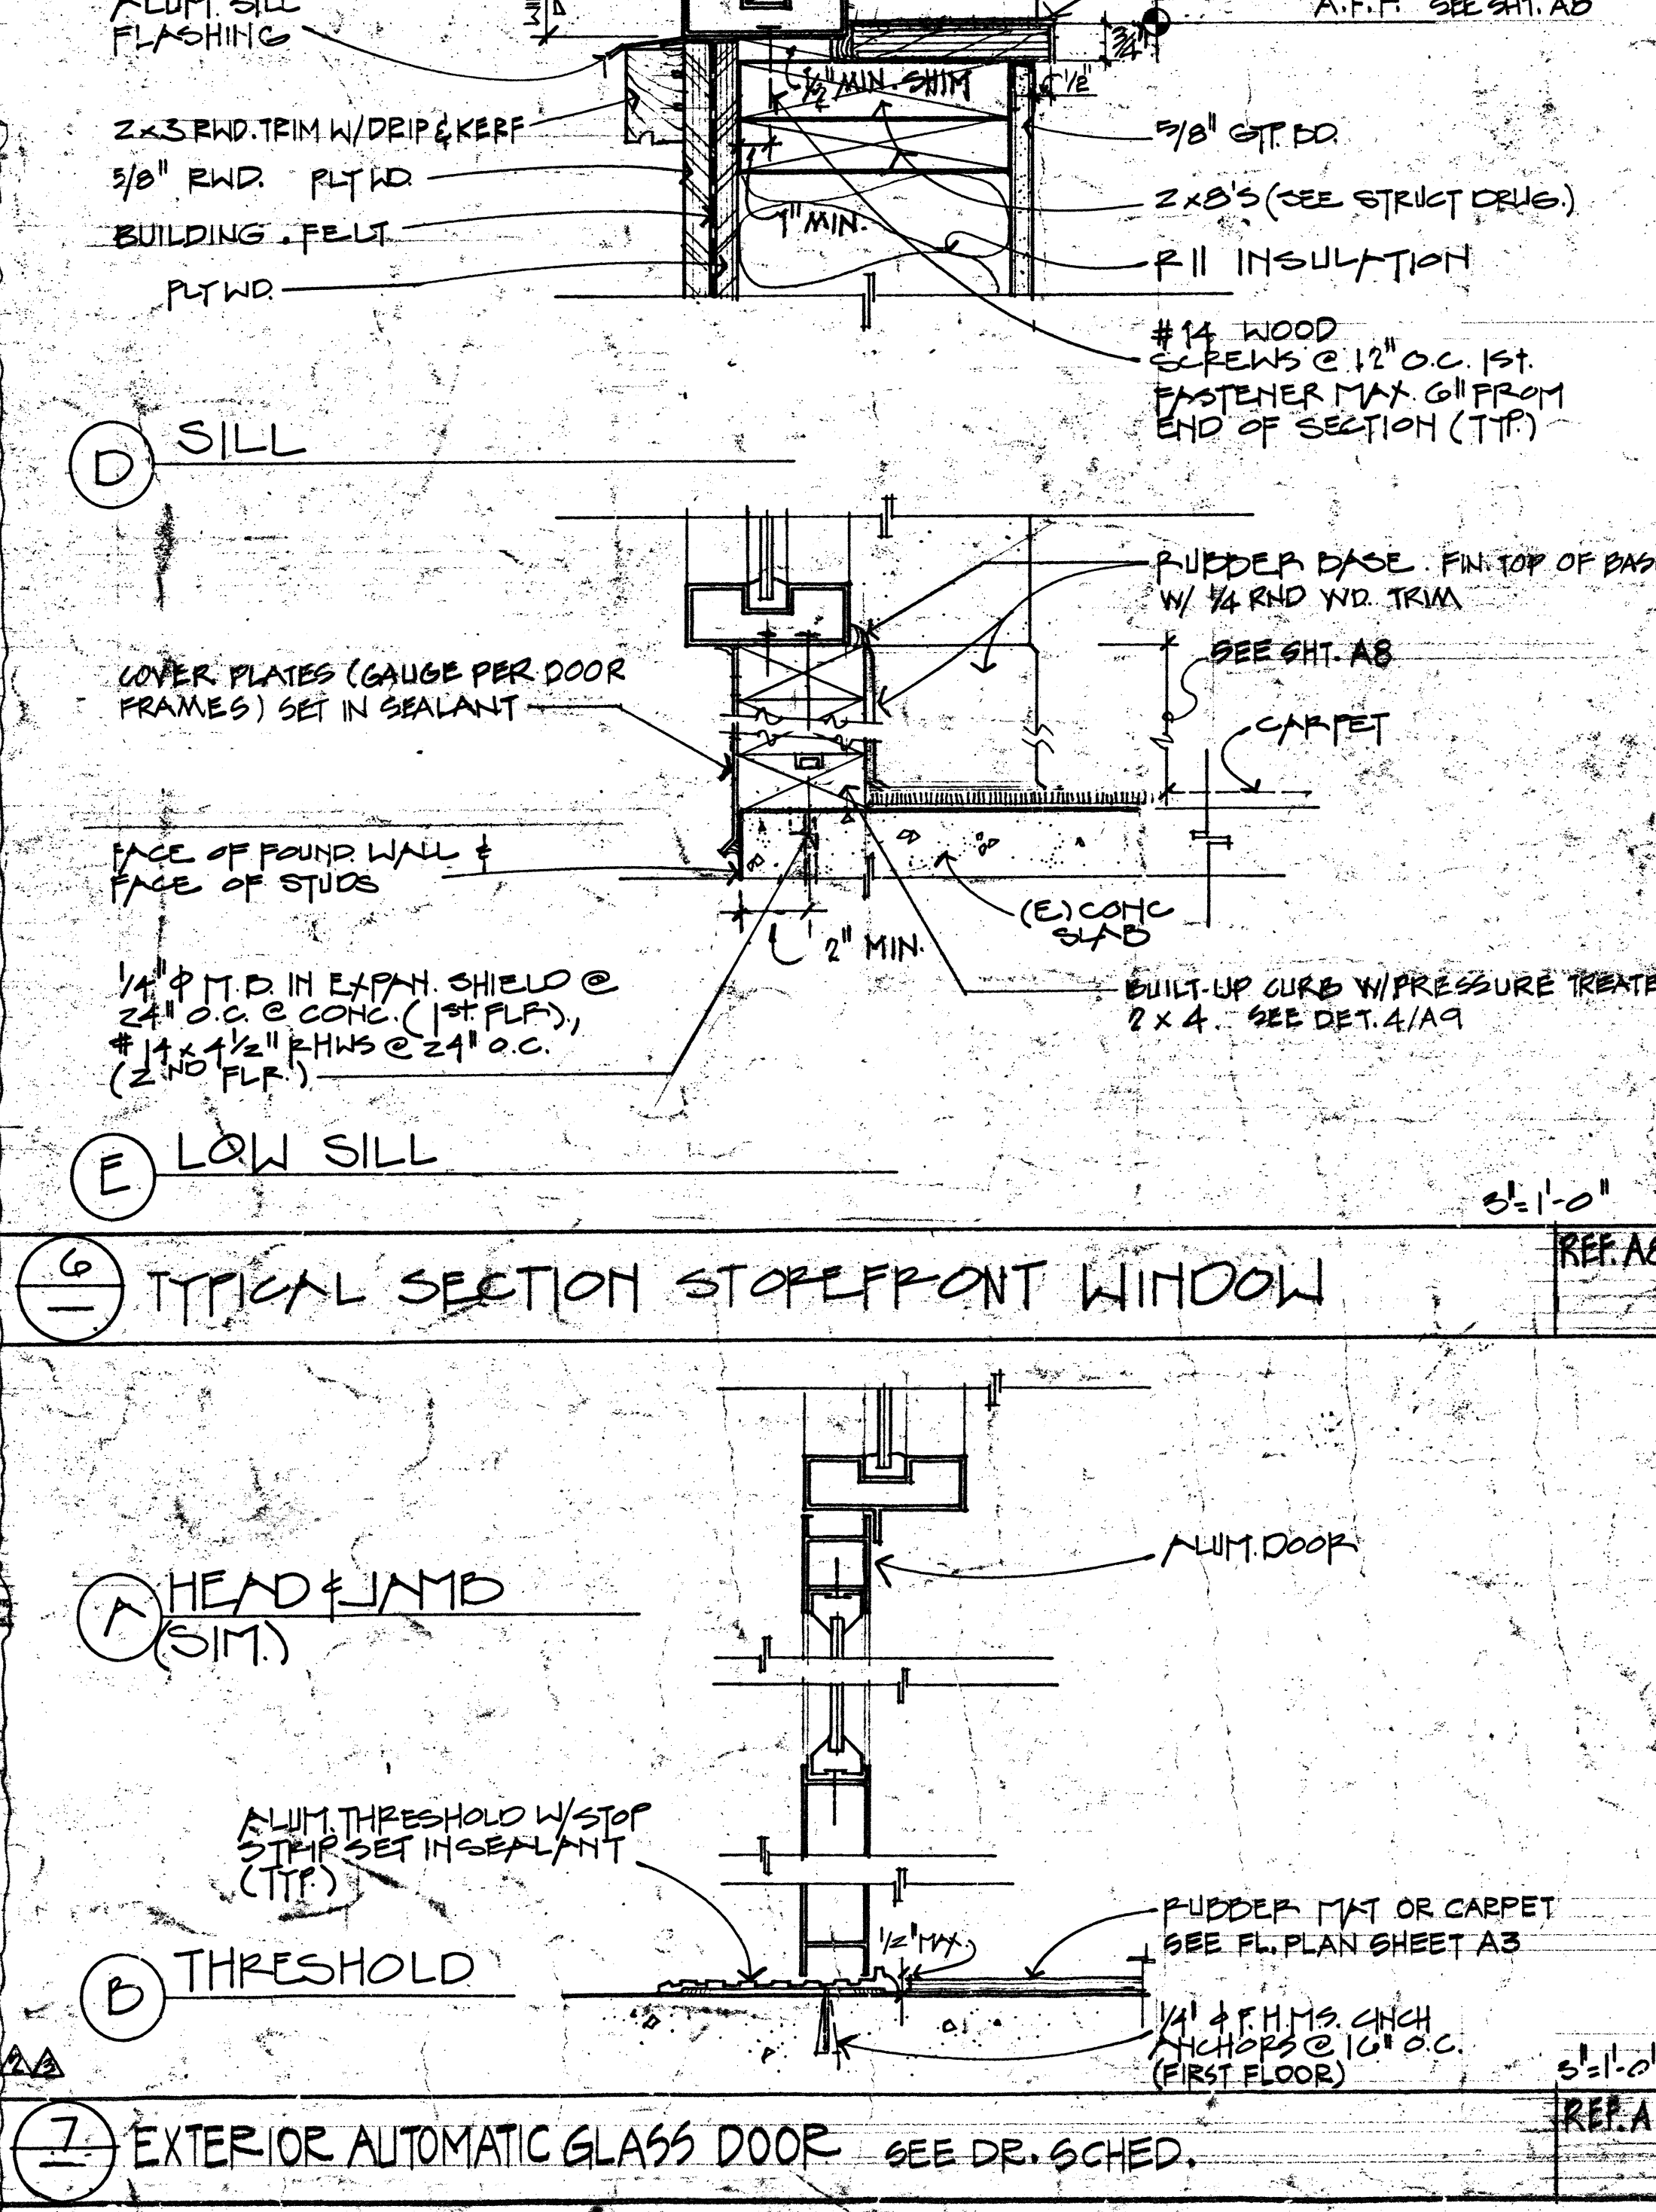 ALUM. SILL
FLASHING
A.F.F. SEE SHT. A8
3/4"
1/2" MIN. SHIM
1/2"
2x3 RWD. TRIM W/ DRIP & KERF
5/8" GYP. BD.
5/8" RWD. PLYWD.
2x8'S (SEE STRUCT DRWG.)
1" MIN.
BUILDING FELT
R11 INSULATION
PLYWD.
#14 WOOD
SCREWS @ 12" O.C. 1st.
FASTENER MAX. 6" FROM
END OF SECTION (TYP.)
D SILL
RUBBER BASE. FIN. TOP OF BAS
W/ 1/4 RND WD. TRIM
SEE SHT. A8
COVER PLATES (GAUGE PER DOOR
FRAMES) SET IN SEALANT
CARPET
FACE OF FOUND. WALL &
FACE OF STUDS
(E) CONC
SLAB
2" MIN.
1/4" Φ M.B. IN EXPAN. SHIELD @
24" O.C. @ CONC. (1st. FLR),
#14 x 4 1/2" RHWS @ 24" O.C.
(2ND FLR.)
BUILT-UP CURB W/ PRESSURE TREATE
2 x 4. SEE DET. 4/A9
E LOW SILL
3"=1'-0"
6 TYPICAL SECTION STOREFRONT WINDOW
REF. A8
ALUM. DOOR
A HEAD & JAMB
(SIM.)
ALUM. THRESHOLD W/ STOP
STRIP SET IN SEALANT
(TYP.)
1/2" MAX.
RUBBER MAT OR CARPET
SEE FL. PLAN SHEET A3
B THRESHOLD
1/4" Φ F.H.M.S. CINCH
ANCHORS @ 16" O.C.
(FIRST FLOOR)
2 3
3"=1'-0"
7 EXTERIOR AUTOMATIC GLASS DOOR SEE DR. SCHED.
REF. A